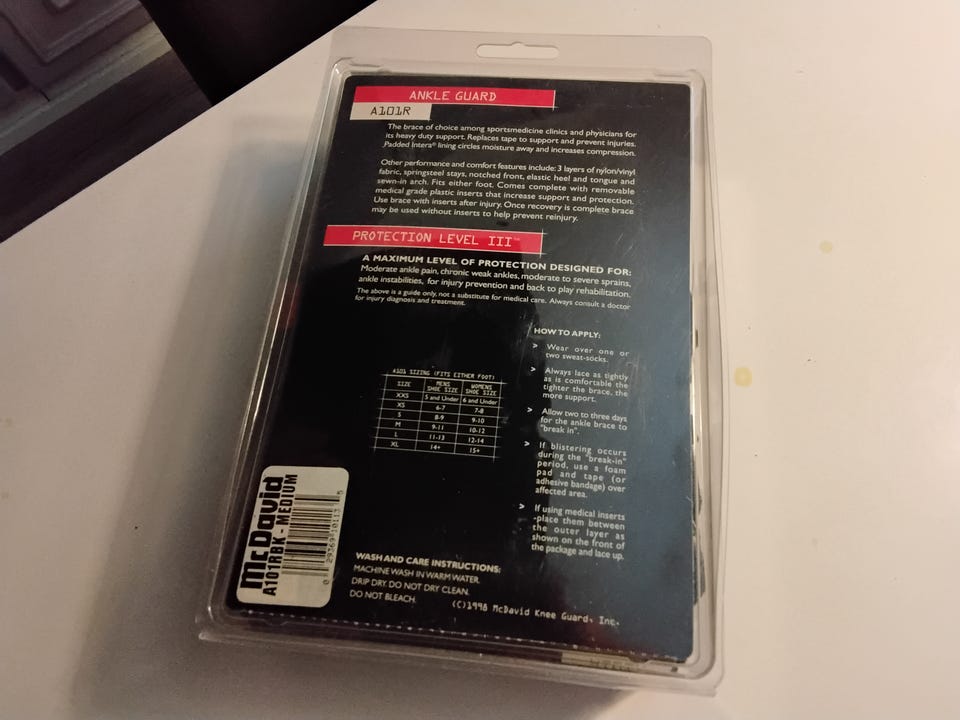 ANKLE GUARD
A101R
The brace of choice among sportsmedicine clinics and physicians for
its heavy duty support. Replaces tape to support and prevent injuries.
Padded Intera® lining circles moisture away and increases compression.
Other performance and comfort features include: 3 layers of nylon/vinyl
fabric, springsteel stays, notched front, elastic heel and tongue and
sewn-in arch. Fits either foot. Comes complete with removable
medical grade plastic inserts that increase support and protection.
Use brace with inserts after injury. Once recovery is complete brace
may be used without inserts to help prevent reinjury.
PROTECTION LEVEL III™
A MAXIMUM LEVEL OF PROTECTION DESIGNED FOR:
Moderate ankle pain, chronic weak ankles, moderate to severe sprains,
ankle instabilities, for injury prevention and back to play rehabilitation.
The above is a guide only, not a substitute for medical care. Always consult a doctor
for injury diagnosis and treatment.
A101 SIZING (FITS EITHER FOOT)
SIZE MENS SHOE SIZE WOMENS SHOE SIZE
XXS 5 and Under 6 and Under
XS 6-7 7-8
S 8-9 9-10
M 9-11 10-12
L 11-13 12-14
XL 14+ 15+
HOW TO APPLY:
> Wear over one or
two sweat-socks.
> Always lace as tightly
as is comfortable the
tighter the brace, the
more support.
> Allow two to three days
for the ankle brace to
"break in".
> If blistering occurs
during the "break-in"
period, use a foam
pad and tape (or
adhesive bandage) over
affected area.
> If using medical inserts
-place them between
the outer layer as
shown on the front of
the package and lace up.
McDavid
A101RBK - MEDIUM
WASH AND CARE INSTRUCTIONS:
MACHINE WASH IN WARM WATER.
DRIP DRY. DO NOT DRY CLEAN.
DO NOT BLEACH.
(C)1998 McDavid Knee Guard, Inc.